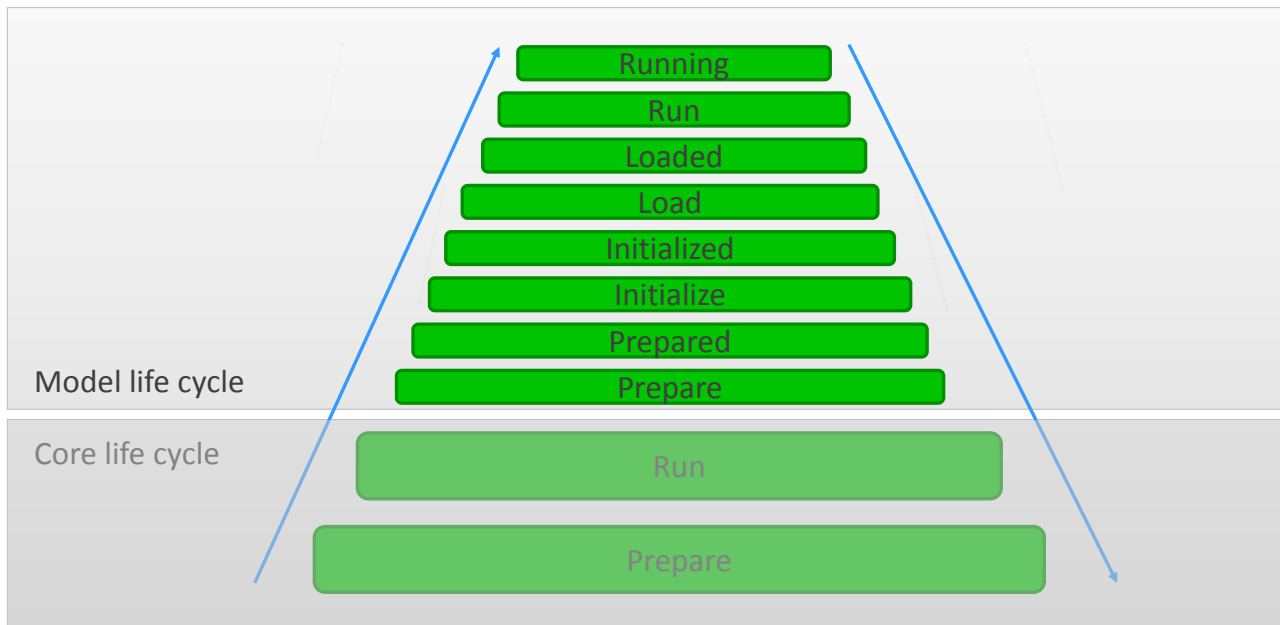 Running
Run
Loaded
Load
Initialized
Initialize
Prepared
Prepare
Model life cycle
Core life cycle
Run
Prepare